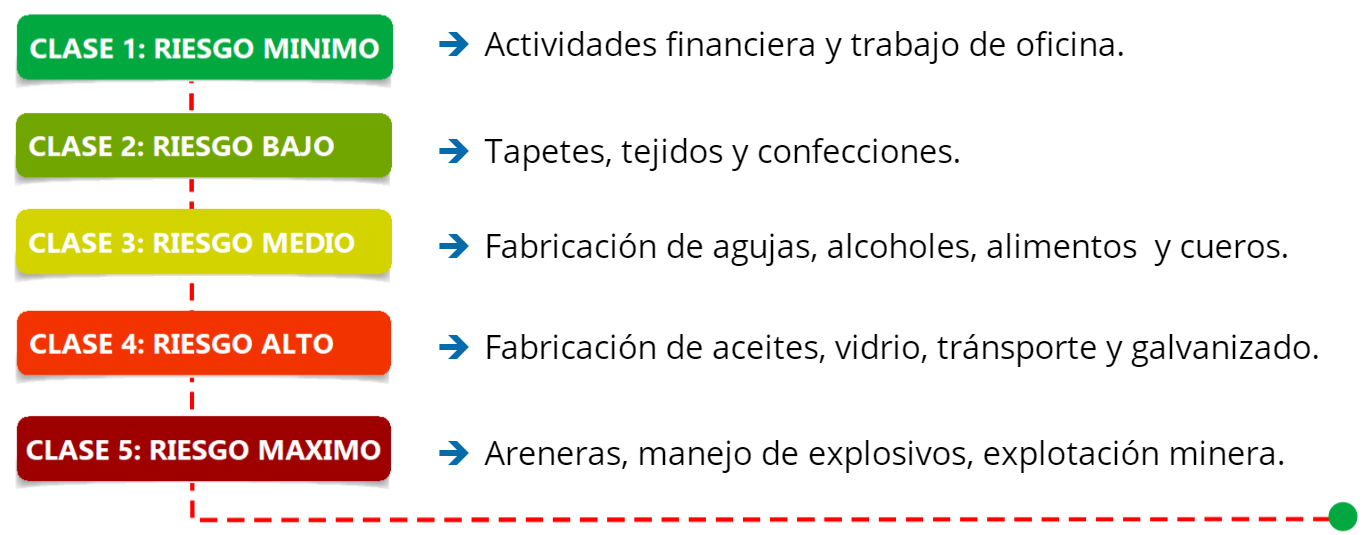 CLASE 1: RIESGO MINIMO
Actividades financiera y trabajo de oficina.
CLASE 2: RIESGO BAJO
Tapetes, tejidos y confecciones.
CLASE 3: RIESGO MEDIO
Fabricación de agujas, alcoholes, alimentos  y cueros.
CLASE 4: RIESGO ALTO
Fabricación de aceites, vidrio, tránsporte y galvanizado.
CLASE 5: RIESGO MAXIMO
Areneras, manejo de explosivos, explotación minera.